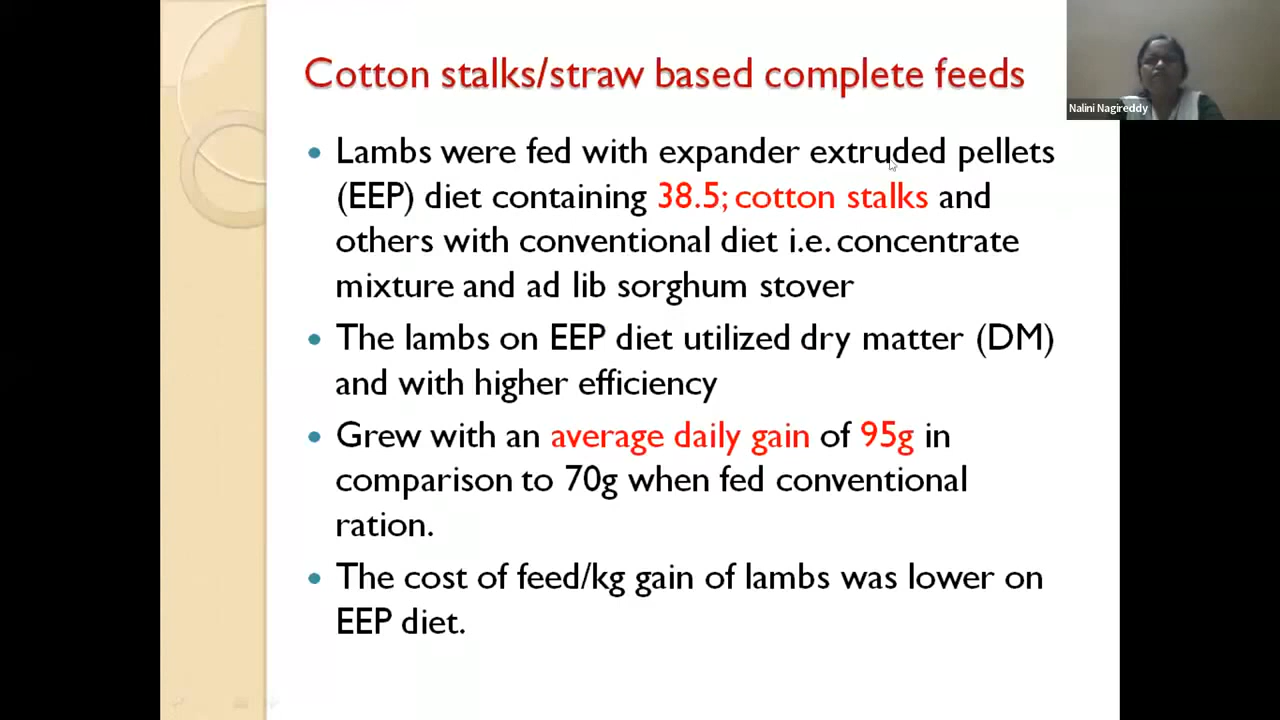 Cotton stalks/straw based complete feeds
Nalini Nagireddy
• Lambs were fed with expander extruded pellets
(EEP) diet containing 38.5; cotton stalks and
others with conventional diet i.e. concentrate
mixture and ad lib sorghum stover
• The lambs on EEP diet utilized dry matter (DM)
and with higher efficiency
• Grew with an average daily gain of 95g in
comparison to 70g when fed conventional
ration.
• The cost of feed/kg gain of lambs was lower on
EEP diet.